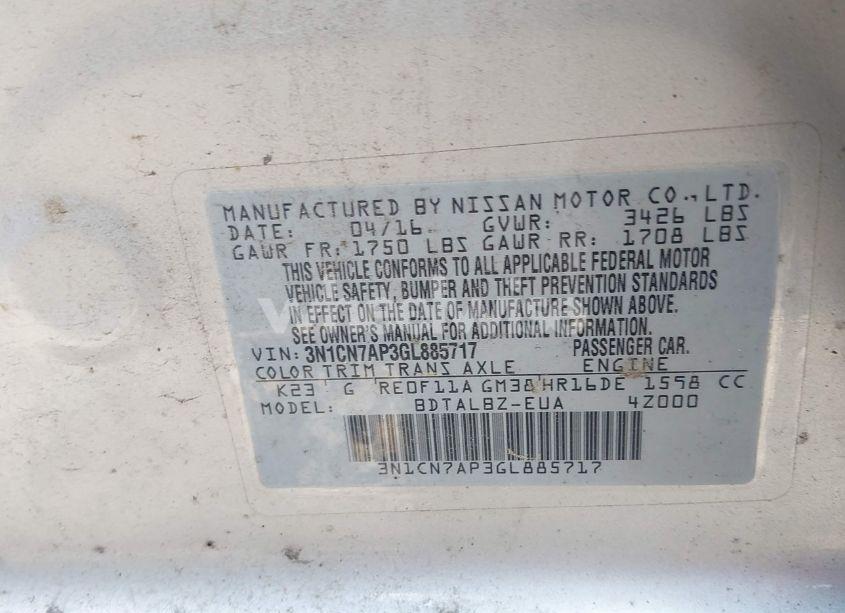 MANUFACTURED BY NISSAN MOTOR CO., LTD.
DATE: 04/16 GVWR: 3426 LBS
GAWR FR: 1750 LBS GAWR RR: 1708 LBS
THIS VEHICLE CONFORMS TO ALL APPLICABLE FEDERAL MOTOR
VEHICLE SAFETY, BUMPER AND THEFT PREVENTION STANDARDS
IN EFFECT ON THE DATE OF MANUFACTURE SHOWN ABOVE.
SEE OWNER'S MANUAL FOR ADDITIONAL INFORMATION.
VIN: 3N1CN7AP3GL885717 PASSENGER CAR.
COLOR TRIM TRANS AXLE ENGINE
K23 G RE0F11A GM38 HR16DE 1598 CC
MODEL: BDTALBZ-EUA 4Z000
3N1CN7AP3GL885717